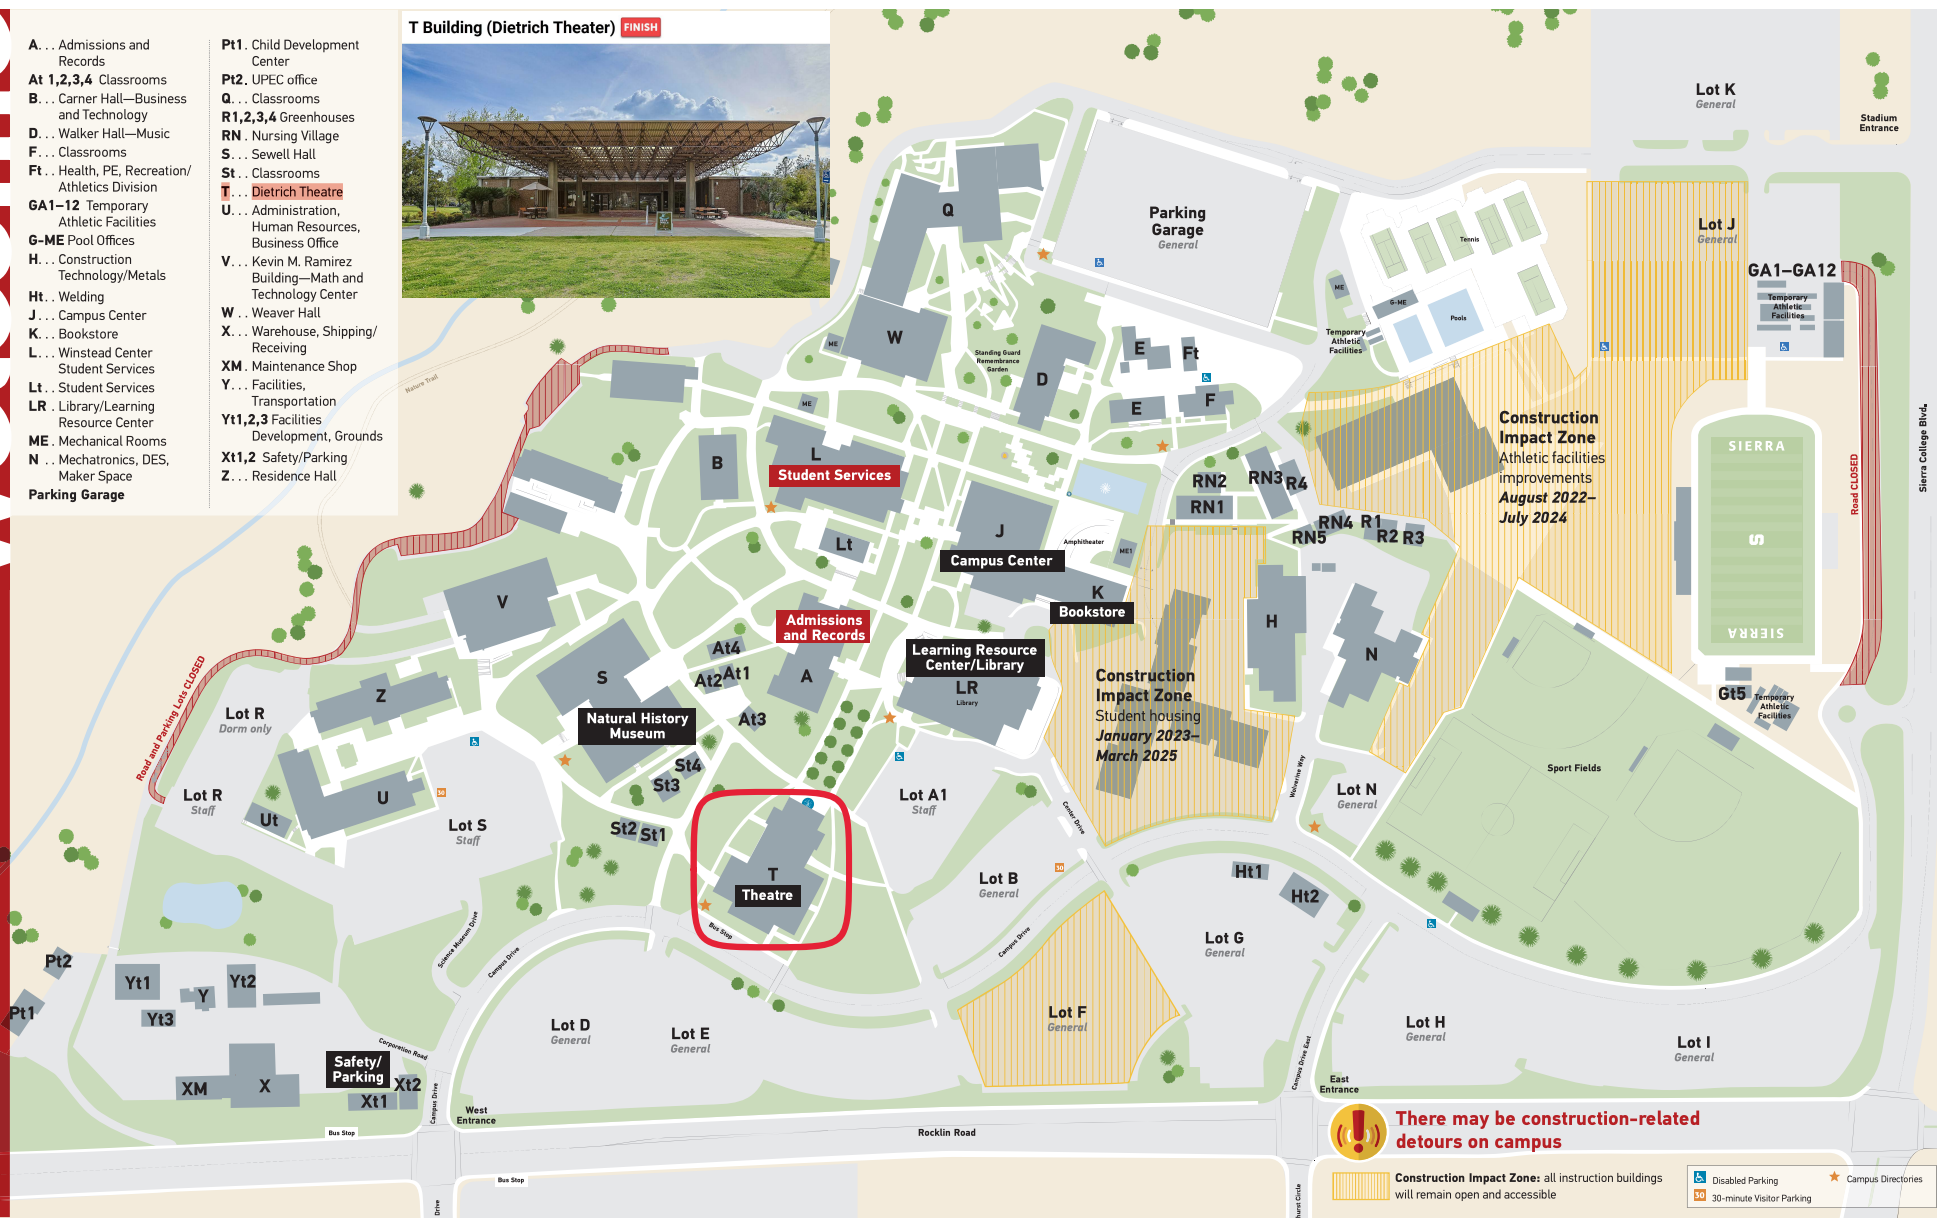 A. . . Admissions and
Records
At 1,2,3,4 Classrooms
B. . . Carner Hall—Business
and Technology
D. . . Walker Hall—Music
F. . . Classrooms
Ft. . . Health, PE, Recreation/
Athletics Division
GA1–12 Temporary
Athletic Facilities
G-ME Pool Offices
H. . . Construction
Technology/Metals
Ht. . Welding
J. . . Campus Center
K. . . Bookstore
L. . . Winstead Center
Student Services
Lt. . Student Services
LR . Library/Learning
Resource Center
ME . Mechanical Rooms
N . . Mechatronics, DES,
Maker Space
Parking Garage
Pt1. Child Development
Center
Pt2. UPEC office
Q. . . Classrooms
R1,2,3,4 Greenhouses
RN . Nursing Village
S. . . Sewell Hall
St. . Classrooms
T. . . Dietrich Theatre
U. . . Administration,
Human Resources,
Business Office
V. . . Kevin M. Ramirez
Building—Math and
Technology Center
W . . Weaver Hall
X. . . Warehouse, Shipping/
Receiving
XM . Maintenance Shop
Y. . . Facilities,
Transportation
Yt1,2,3 Facilities
Development, Grounds
Xt1,2 Safety/Parking
Z. . . Residence Hall
T Building (Dietrich Theater) FINISH
Lot K
General
Stadium
Entrance
Q
Parking
Garage
General
Tennis
Lot J
General
GA1–GA12
Temporary
Athletic
Facilities
ME
G-ME
Pools
Temporary
Athletic
Facilities
W
ME
Standing Guard
Remembrance
Garden
D
E
Ft
E
F
Nature Trail
ME
B
L
Student Services
Construction
Impact Zone
Athletic facilities
improvements
August 2022–
July 2024
SIERRA
S
SIERRA
Road CLOSED
Sierra College Blvd.
RN2
RN1
RN3
R4
RN4
RN5
R1
R2
R3
J
Campus Center
Amphitheater
ME1
Lt
K
Bookstore
V
Admissions
and Records
Learning Resource
Center/Library
LR
Library
H
N
At4
At2
At1
At3
A
S
Natural History
Museum
Construction
Impact Zone
Student housing
January 2023–
March 2025
Gt5
Temporary
Athletic
Facilities
Z
Lot R
Dorm only
Road and Parking Lots CLOSED
St4
St3
Sport Fields
Wolverine Way
Lot N
General
Lot R
Staff
U
30
Ut
Lot S
Staff
St2
St1
Lot A1
Staff
Center Drive
T
Theatre
Bus Stop
Lot B
General
30
Ht1
Ht2
Science Museum Drive
Campus Drive
Campus Drive
Lot G
General
Pt2
Pt1
Yt1
Y
Yt2
Yt3
Lot D
General
Lot E
General
Lot F
General
Lot H
General
Lot I
General
Corporation Road
Safety/
Parking
XM
X
Xt2
Xt1
Campus Drive
West
Entrance
Campus Drive East
East
Entrance
Bus Stop
Rocklin Road
Bus Stop
Drive
hurst Circle
There may be construction-related
detours on campus
Construction Impact Zone: all instruction buildings
will remain open and accessible
Disabled Parking
Campus Directories
30 30-minute Visitor Parking